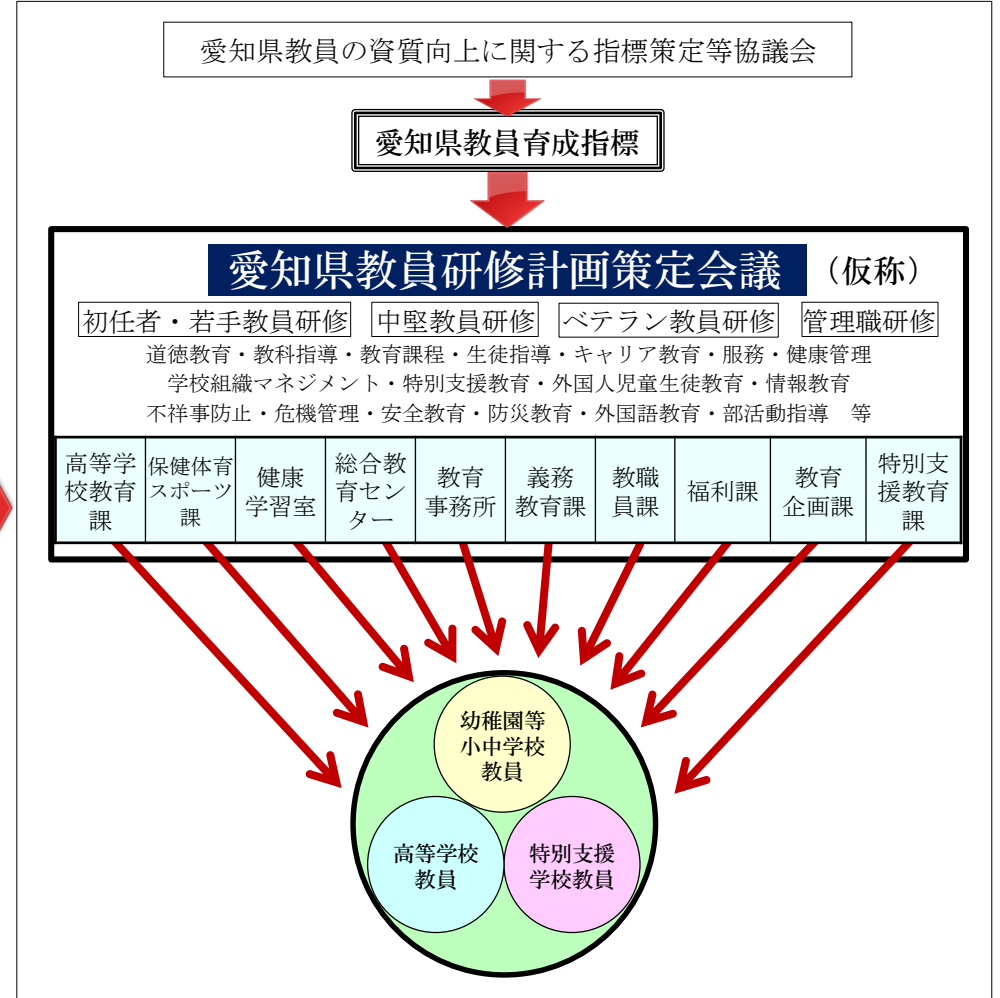 愛知県教員の資質向上に関する指標策定等協議会
愛知県教員育成指標
愛知県教員研修計画策定会議 （仮称）
初任者・若手教員研修 中堅教員研修 ベテラン教員研修 管理職研修
道徳教育・教科指導・教育課程・生徒指導・キャリア教育・服務・健康管理
学校組織マネジメント・特別支援教育・外国人児童生徒教育・情報教育
不祥事防止・危機管理・安全教育・防災教育・外国語教育・部活動指導　等
高等学
校教育
課
保健体育
スポーツ
課
健康
学習室
総合教
育セン
ター
教育
事務所
義務
教育課
教職
員課
福利課
教育
企画課
特別支
援教育
課
幼稚園等
小中学校
教員
高等学校
教員
特別支援
学校教員